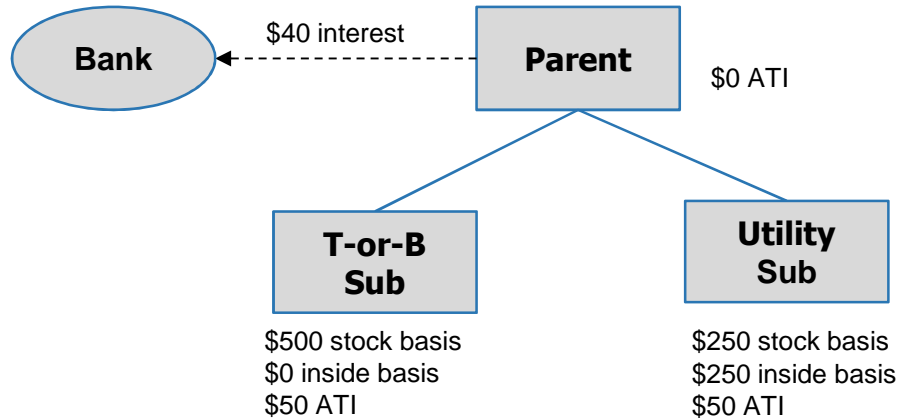 $40 interest
Bank
Parent
$0 ATI
T-or-B
Sub
Utility
Sub
$500 stock basis
$0 inside basis
$50 ATI
$250 stock basis
$250 inside basis
$50 ATI